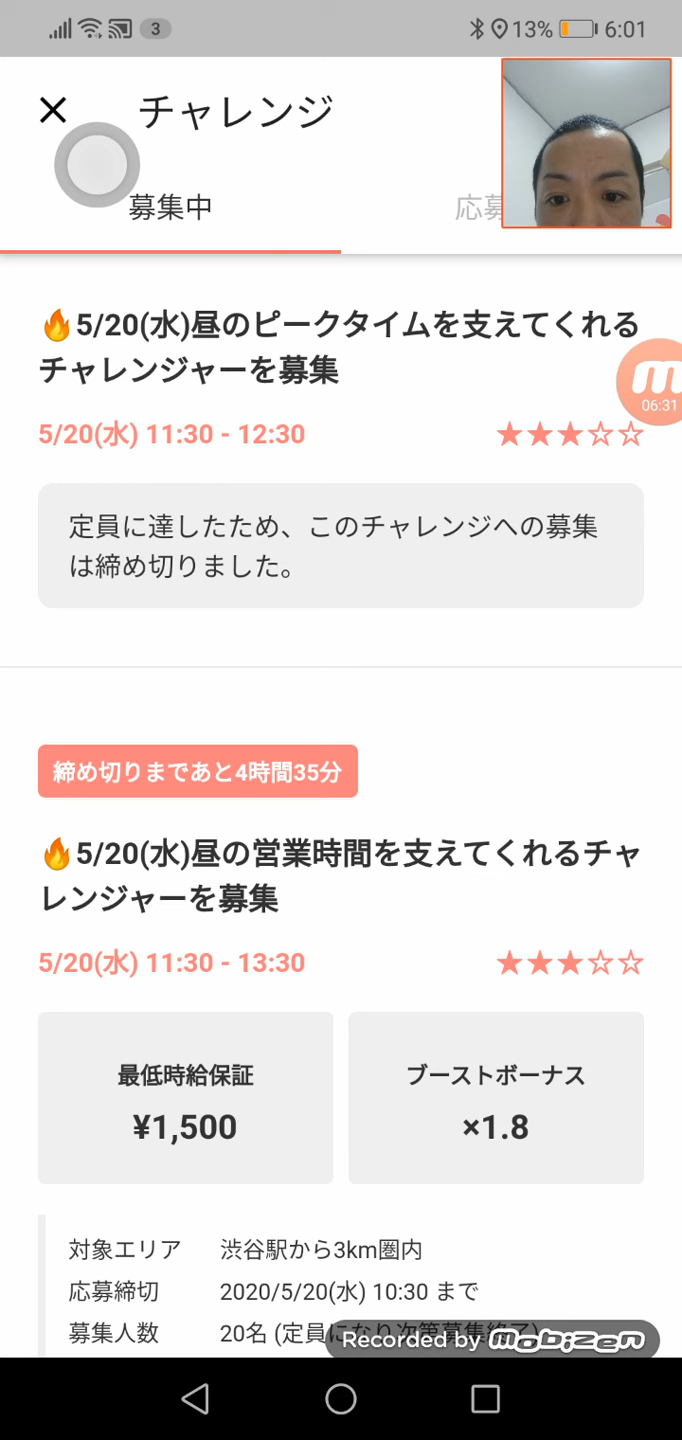 3
13%
6:01
チャレンジ
募集中
応募
🔥5/20(水)昼のピークタイムを支えてくれる
チャレンジャーを募集
06:31
5/20(水) 11:30 - 12:30
★★★☆☆
定員に達したため、このチャレンジへの募集
は締め切りました。
締め切りまであと4時間35分
🔥5/20(水)昼の営業時間を支えてくれるチャ
レンジャーを募集
5/20(水) 11:30 - 13:30
★★★☆☆
最低時給保証
ブーストボーナス
¥1,500
×1.8
対象エリア 渋谷駅から3km圏内
応募締切 2020/5/20(水) 10:30 まで
募集人数 20名 (定員になり次第募集終了)
Recorded by mobizen